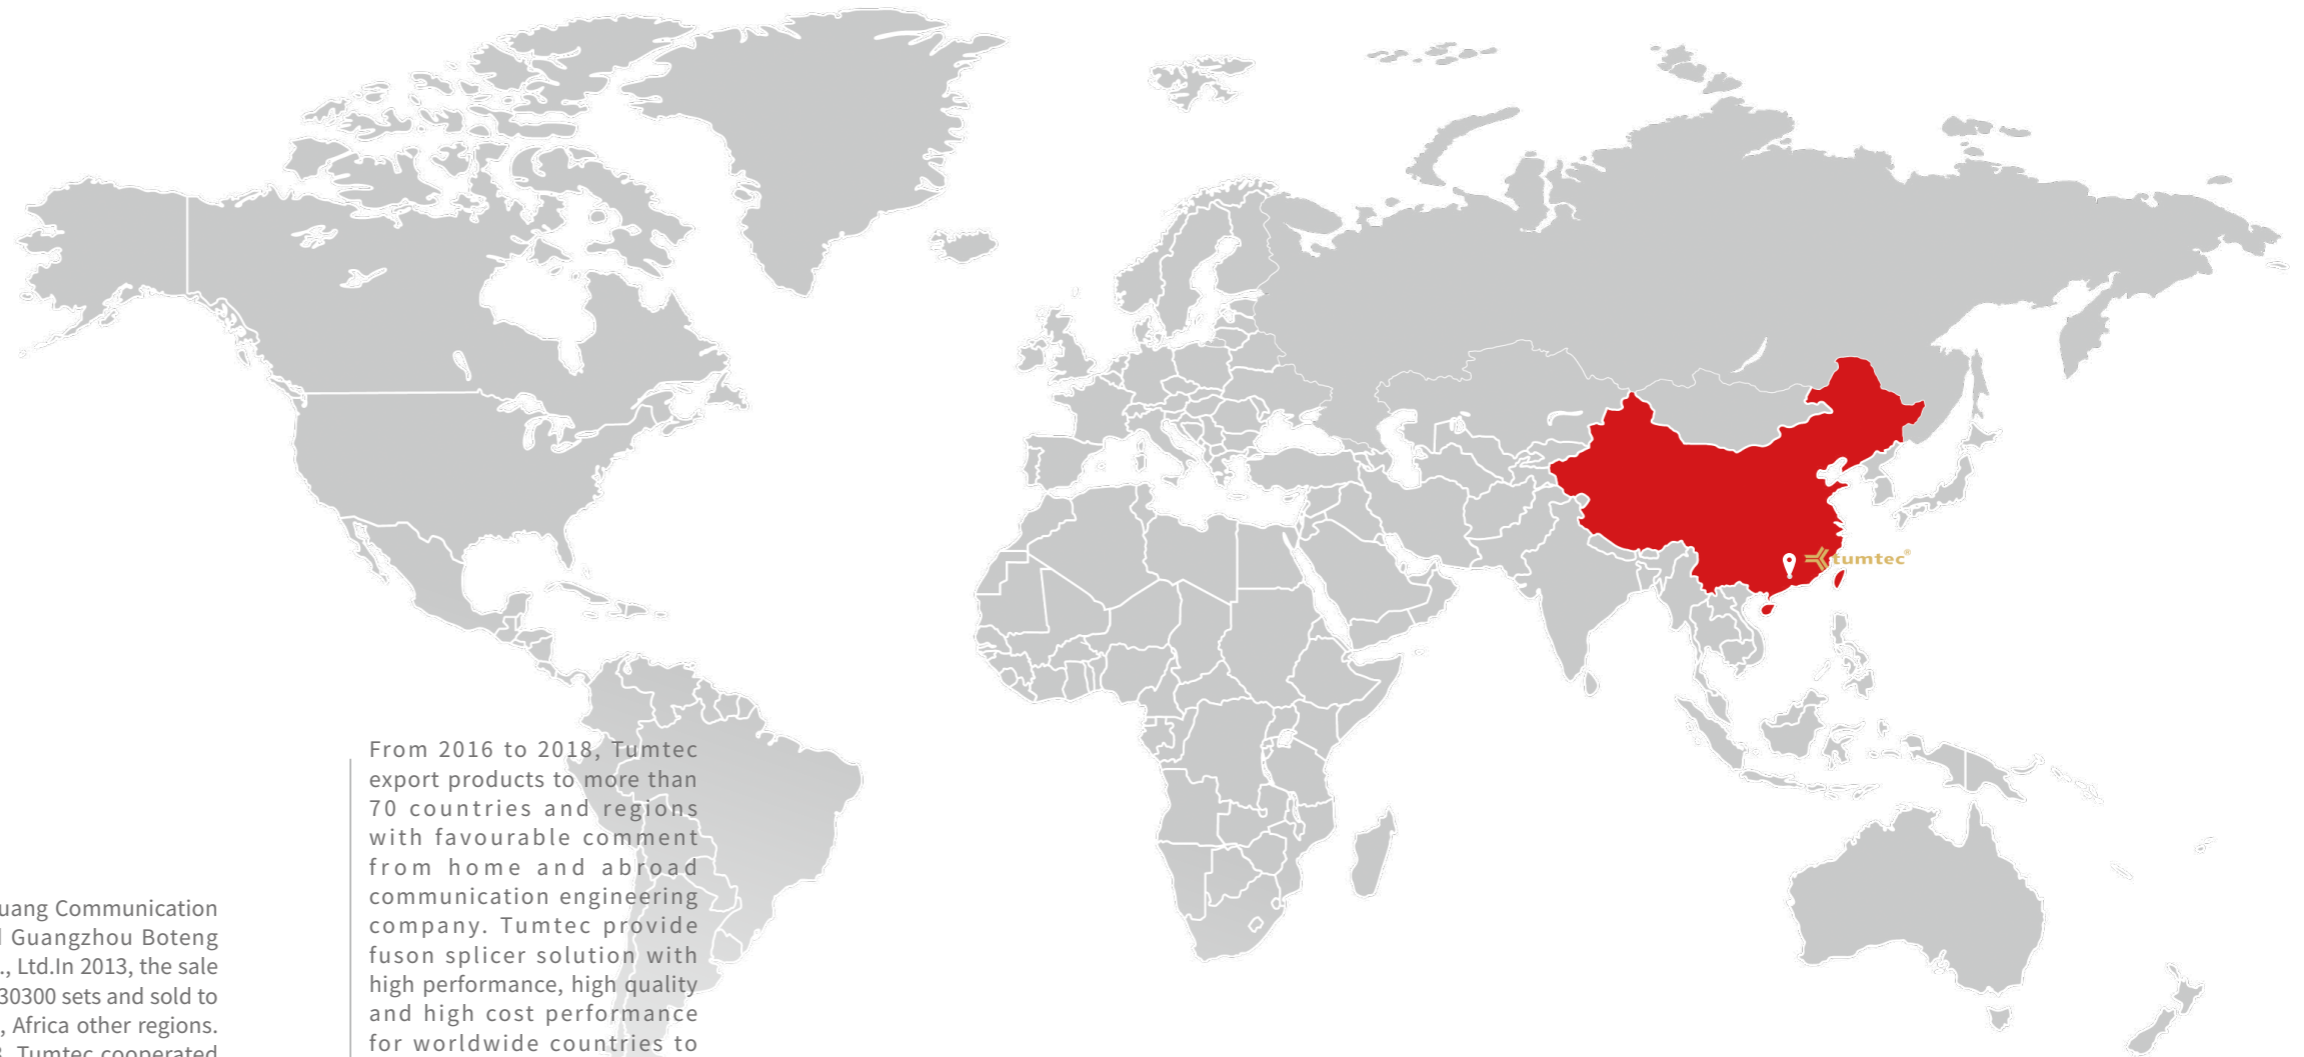 tumtec®
uang Communication
Guangzhou Boteng
., Ltd.In 2013, the sale
30300 sets and sold to
, Africa other regions.
, Tumtec cooperated
From 2016 to 2018, Tumtec
export products to more than
70 countries and regions
with favourable comment
from home and abroad
communication engineering
company. Tumtec provide
fuson splicer solution with
high performance, high quality
and high cost performance
for worldwide countries to